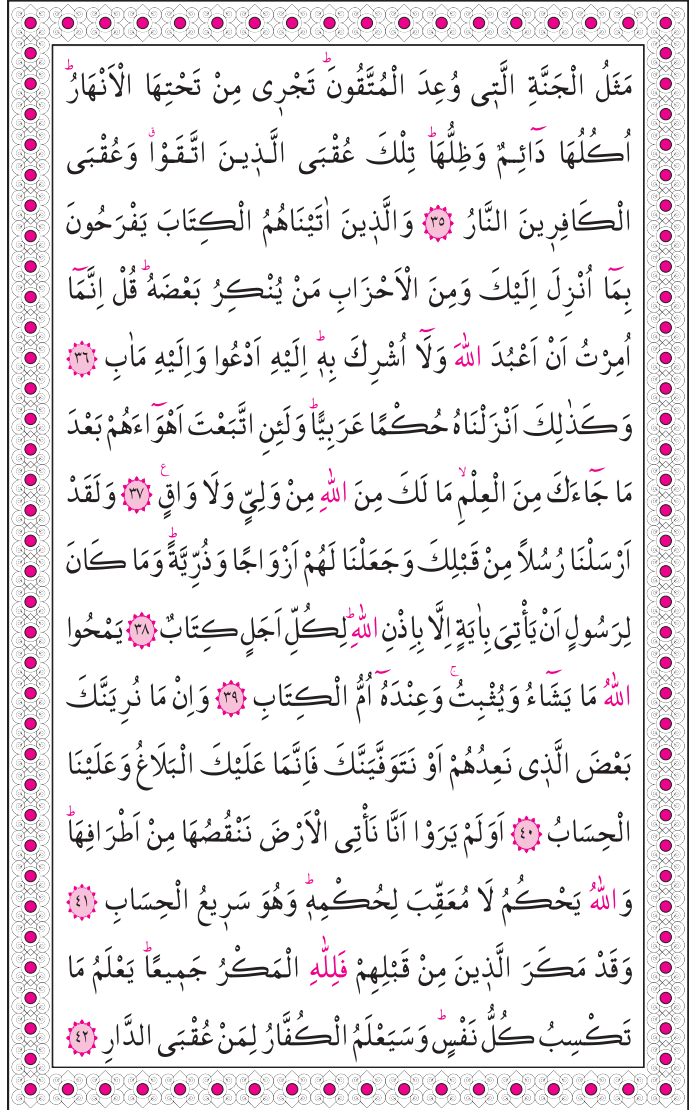 مَثَلُ الْجَنَّةِ الَّتٖى وُعِدَ الْمُتَّقُونَؕ تَجْرٖى مِنْ تَحْتِهَا الْاَنْهَارُؕ
اُكُلُهَا دَٓائِمٌ وَظِلُّهَاؕ تِلْكَ عُقْبَى الَّذٖينَ اتَّقَوْاࣗ وَعُقْبَى
الْكَافِرٖينَ النَّارُ ﴿٣٥﴾ وَالَّذٖينَ اٰتَيْنَاهُمُ الْكِتَابَ يَفْرَحُونَ
بِمَٓا اُنْزِلَ اِلَيْكَ وَمِنَ الْاَحْزَابِ مَنْ يُنْكِرُ بَعْضَهُؕ قُلْ اِنَّمَٓا
اُمِرْتُ اَنْ اَعْبُدَ اللّٰهَ وَلَٓا اُشْرِكَ بِهٖؕ اِلَيْهِ اَدْعُوا وَاِلَيْهِ مَاٰبِ ﴿٣٦﴾
وَكَذٰلِكَ اَنْزَلْنَاهُ حُكْمًا عَرَبِيًّاؕ وَلَئِنِ اتَّبَعْتَ اَهْوَٓاءَهُمْ بَعْدَ
مَا جَٓاءَكَ مِنَ الْعِلْمِۙ مَا لَكَ مِنَ اللّٰهِ مِنْ وَلِىٍّ وَلَا وَاقٍࣖ ﴿٣٧﴾ وَلَقَدْ
اَرْسَلْنَا رُسُلًا مِنْ قَبْلِكَ وَجَعَلْنَا لَهُمْ اَزْوَاجًا وَذُرِّيَّةًؕ وَمَا كَانَ
لِرَسُولٍ اَنْ يَاْتِىَ بِاٰيَةٍ اِلَّا بِاِذْنِ اللّٰهِؕ لِكُلِّ اَجَلٍ كِتَابٌ ﴿٣٨﴾ يَمْحُوا
اللّٰهُ مَا يَشَٓاءُ وَيُثْبِتُۚ وَعِنْدَهُٓ اُمُّ الْكِتَابِ ﴿٣٩﴾ وَاِنْ مَا نُرِيَنَّكَ
بَعْضَ الَّذٖى نَعِدُهُمْ اَوْ نَتَوَفَّيَنَّكَ فَاِنَّمَا عَلَيْكَ الْبَلَاغُ وَعَلَيْنَا
الْحِسَابُ ﴿٤٠﴾ اَوَلَمْ يَرَوْا اَنَّا نَاْتِى الْاَرْضَ نَنْقُصُهَا مِنْ اَطْرَافِهَاؕ
وَاللّٰهُ يَحْكُمُ لَا مُعَقِّبَ لِحُكْمِهٖؕ وَهُوَ سَرٖيعُ الْحِسَابِ ﴿٤١﴾
وَقَدْ مَكَرَ الَّذٖينَ مِنْ قَبْلِهِمْ فَلِلّٰهِ الْمَكْرُ جَمٖيعًاؕ يَعْلَمُ مَا
تَكْسِبُ كُلُّ نَفْسٍؕ وَسَيَعْلَمُ الْكُفَّارُ لِمَنْ عُقْبَى الدَّارِ ﴿٤٢﴾